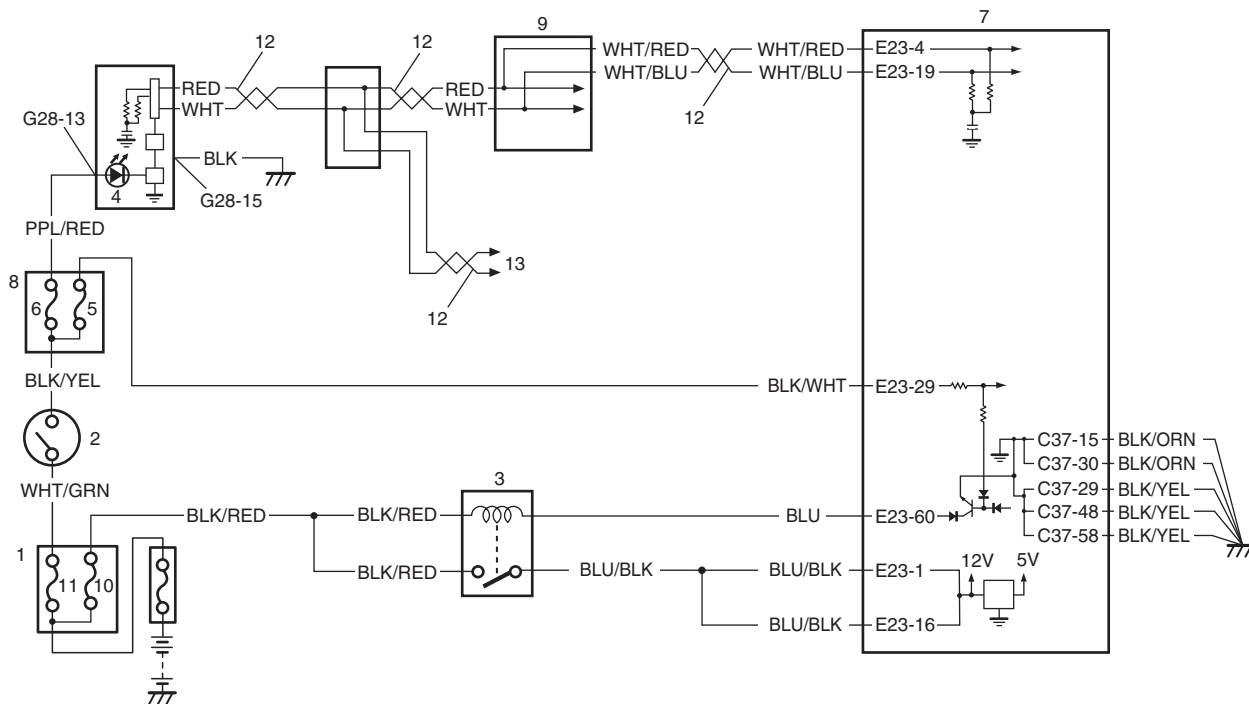 7
12
12
9
WHT/RED
WHT/RED
E23-4
RED
RED
WHT/BLU
WHT/BLU
E23-19
WHT
WHT
12
G28-13
BLK
4
G28-15
PPL/RED
13
8
6
5
12
BLK/YEL
BLK/WHT
E23-29
2
C37-15
BLK/ORN
C37-30
BLK/ORN
WHT/GRN
3
C37-29
BLK/YEL
BLK/RED
BLK/RED
BLU
E23-60
C37-48
BLK/YEL
C37-58
BLK/YEL
1
12V
5V
11
10
BLK/RED
BLU/BLK
BLU/BLK
E23-1
BLU/BLK
E23-16